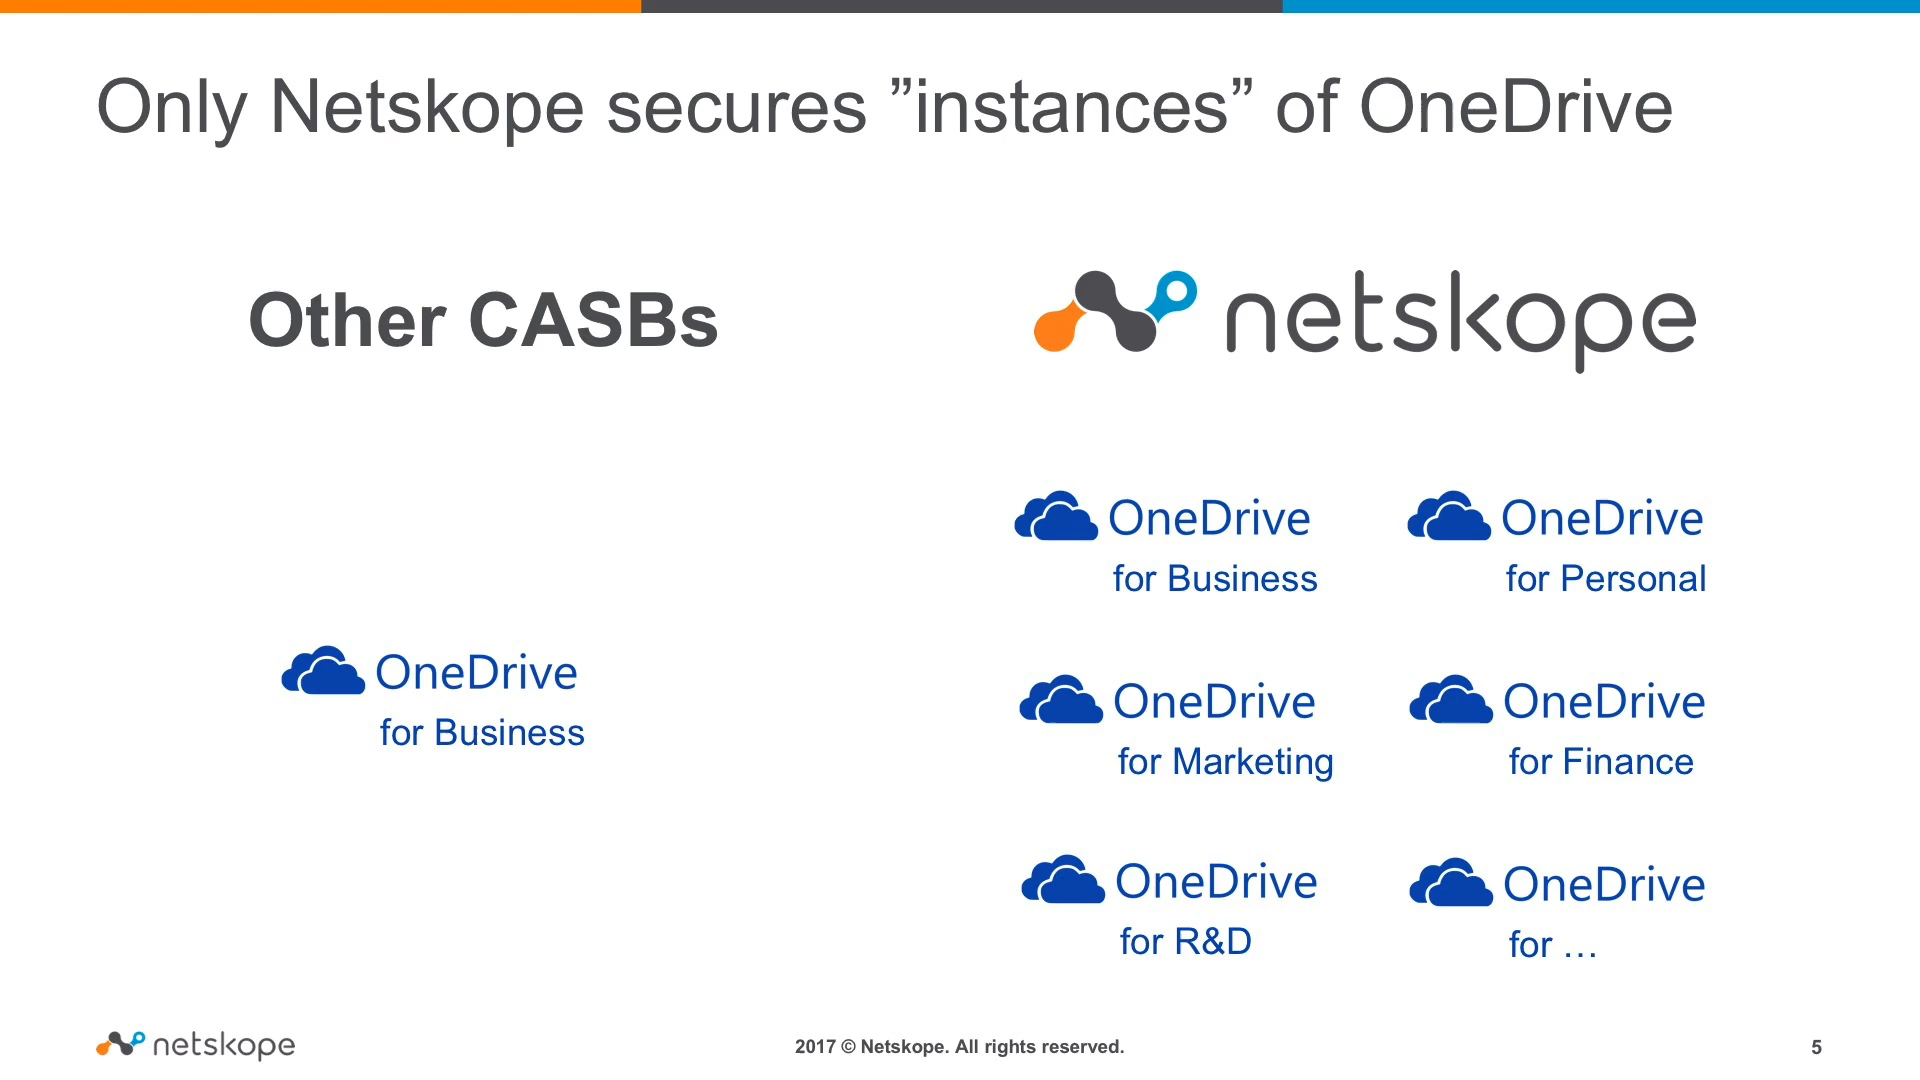 Only Netskope secures ”instances” of OneDrive
Other CASBs
netskope
OneDrive
for Business
OneDrive
for Business
OneDrive
for Personal
OneDrive
for Marketing
OneDrive
for Finance
OneDrive
for R&D
OneDrive
for …
netskope
2017 © Netskope. All rights reserved.
5